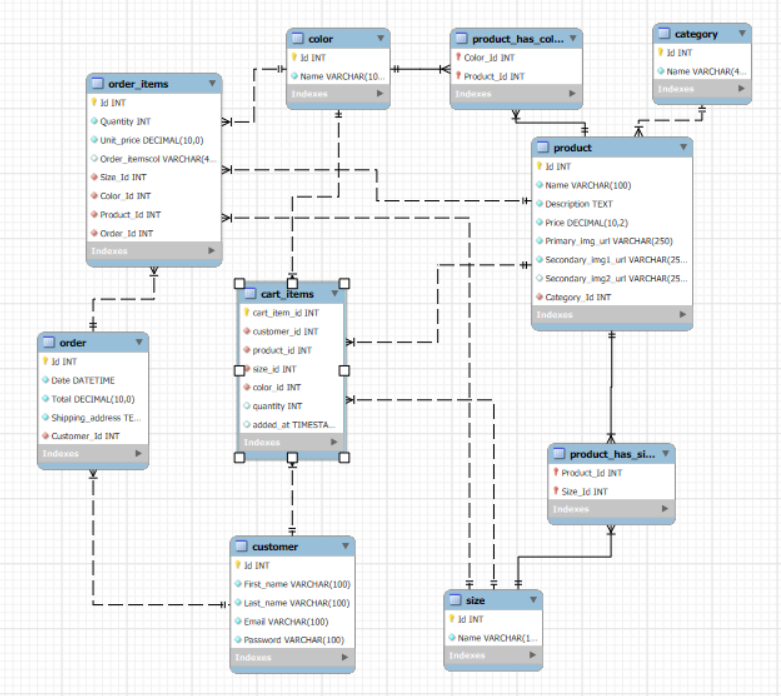 color
Id INT
Name VARCHAR(10...
Indexes
product_has_col...
Color_Id INT
Product_Id INT
Indexes
category
Id INT
Name VARCHAR(4...
Indexes
order_items
Id INT
Quantity INT
Unit_price DECIMAL(10,0)
Order_itemscol VARCHAR(4...
Size_Id INT
Color_Id INT
Product_Id INT
Order_Id INT
Indexes
product
Id INT
Name VARCHAR(100)
Description TEXT
Price DECIMAL(10,2)
Primary_img_url VARCHAR(250)
Secondary_img1_url VARCHAR(25...
Secondary_img2_url VARCHAR(25...
Category_Id INT
Indexes
cart_items
cart_item_id INT
customer_id INT
product_id INT
size_id INT
color_id INT
quantity INT
added_at TIMESTA...
Indexes
order
Id INT
Date DATETIME
Total DECIMAL(10,0)
Shipping_address TE...
Customer_Id INT
Indexes
product_has_si...
Product_Id INT
Size_Id INT
Indexes
customer
Id INT
First_name VARCHAR(100)
Last_name VARCHAR(100)
Email VARCHAR(100)
Password VARCHAR(100)
Indexes
size
Id INT
Name VARCHAR(1...
Indexes